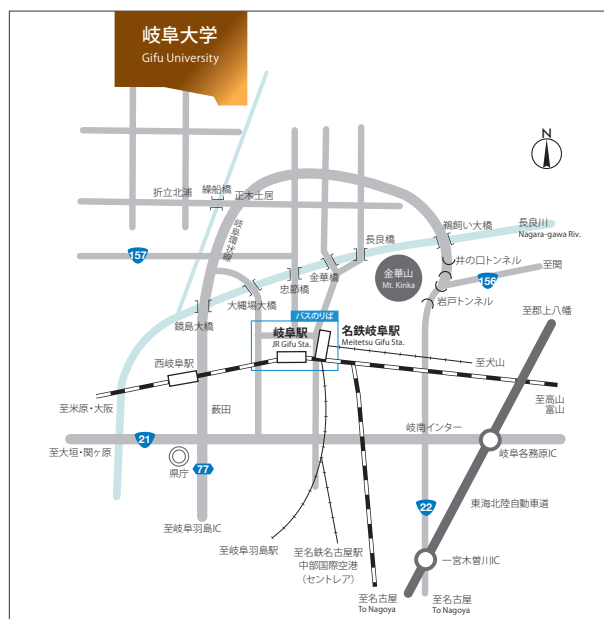 岐阜大学
Gifu University
N
折立北浦
繰船橋
正木土居
岐阜環状線
鵜飼い大橋
長良川
Nagara-gawa Riv.
157
長良橋
井の口トンネル
金華橋
金華山
Mt. Kinka
至関
156
忠節橋
大縄場大橋
岩戸トンネル
鏡島大橋
バスのりば
至郡上八幡
岐阜駅
JR Gifu Sta.
名鉄岐阜駅
Meitetsu Gifu Sta.
西岐阜駅
至犬山
至高山
富山
至米原・大阪
薮田
岐南インター
21
至大垣・関ヶ原
岐阜各務原IC
県庁
77
東海北陸自動車道
22
至岐阜羽島IC
至岐阜羽島駅
至名鉄名古屋駅
中部国際空港
（セントレア）
一宮木曽川IC
至名古屋
To Nagoya
至名古屋
To Nagoya